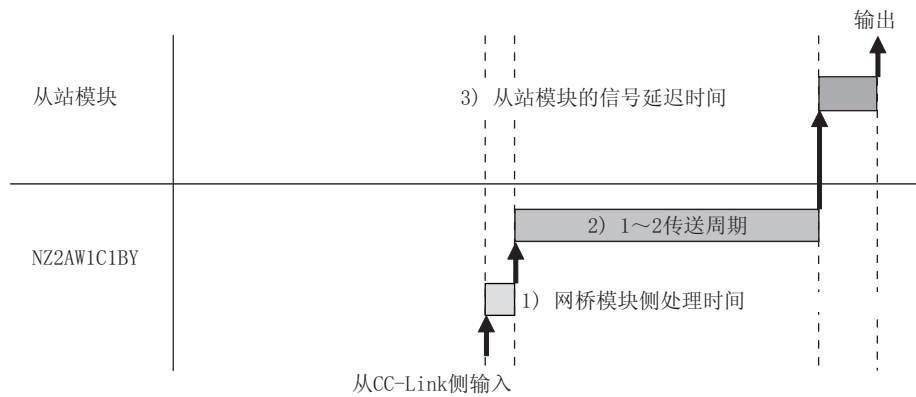 输出
从站模块
3) 从站模块的信号延迟时间
2) 1～2传送周期
NZ2AW1C1BY
1) 网桥模块侧处理时间
从CC-Link侧输入